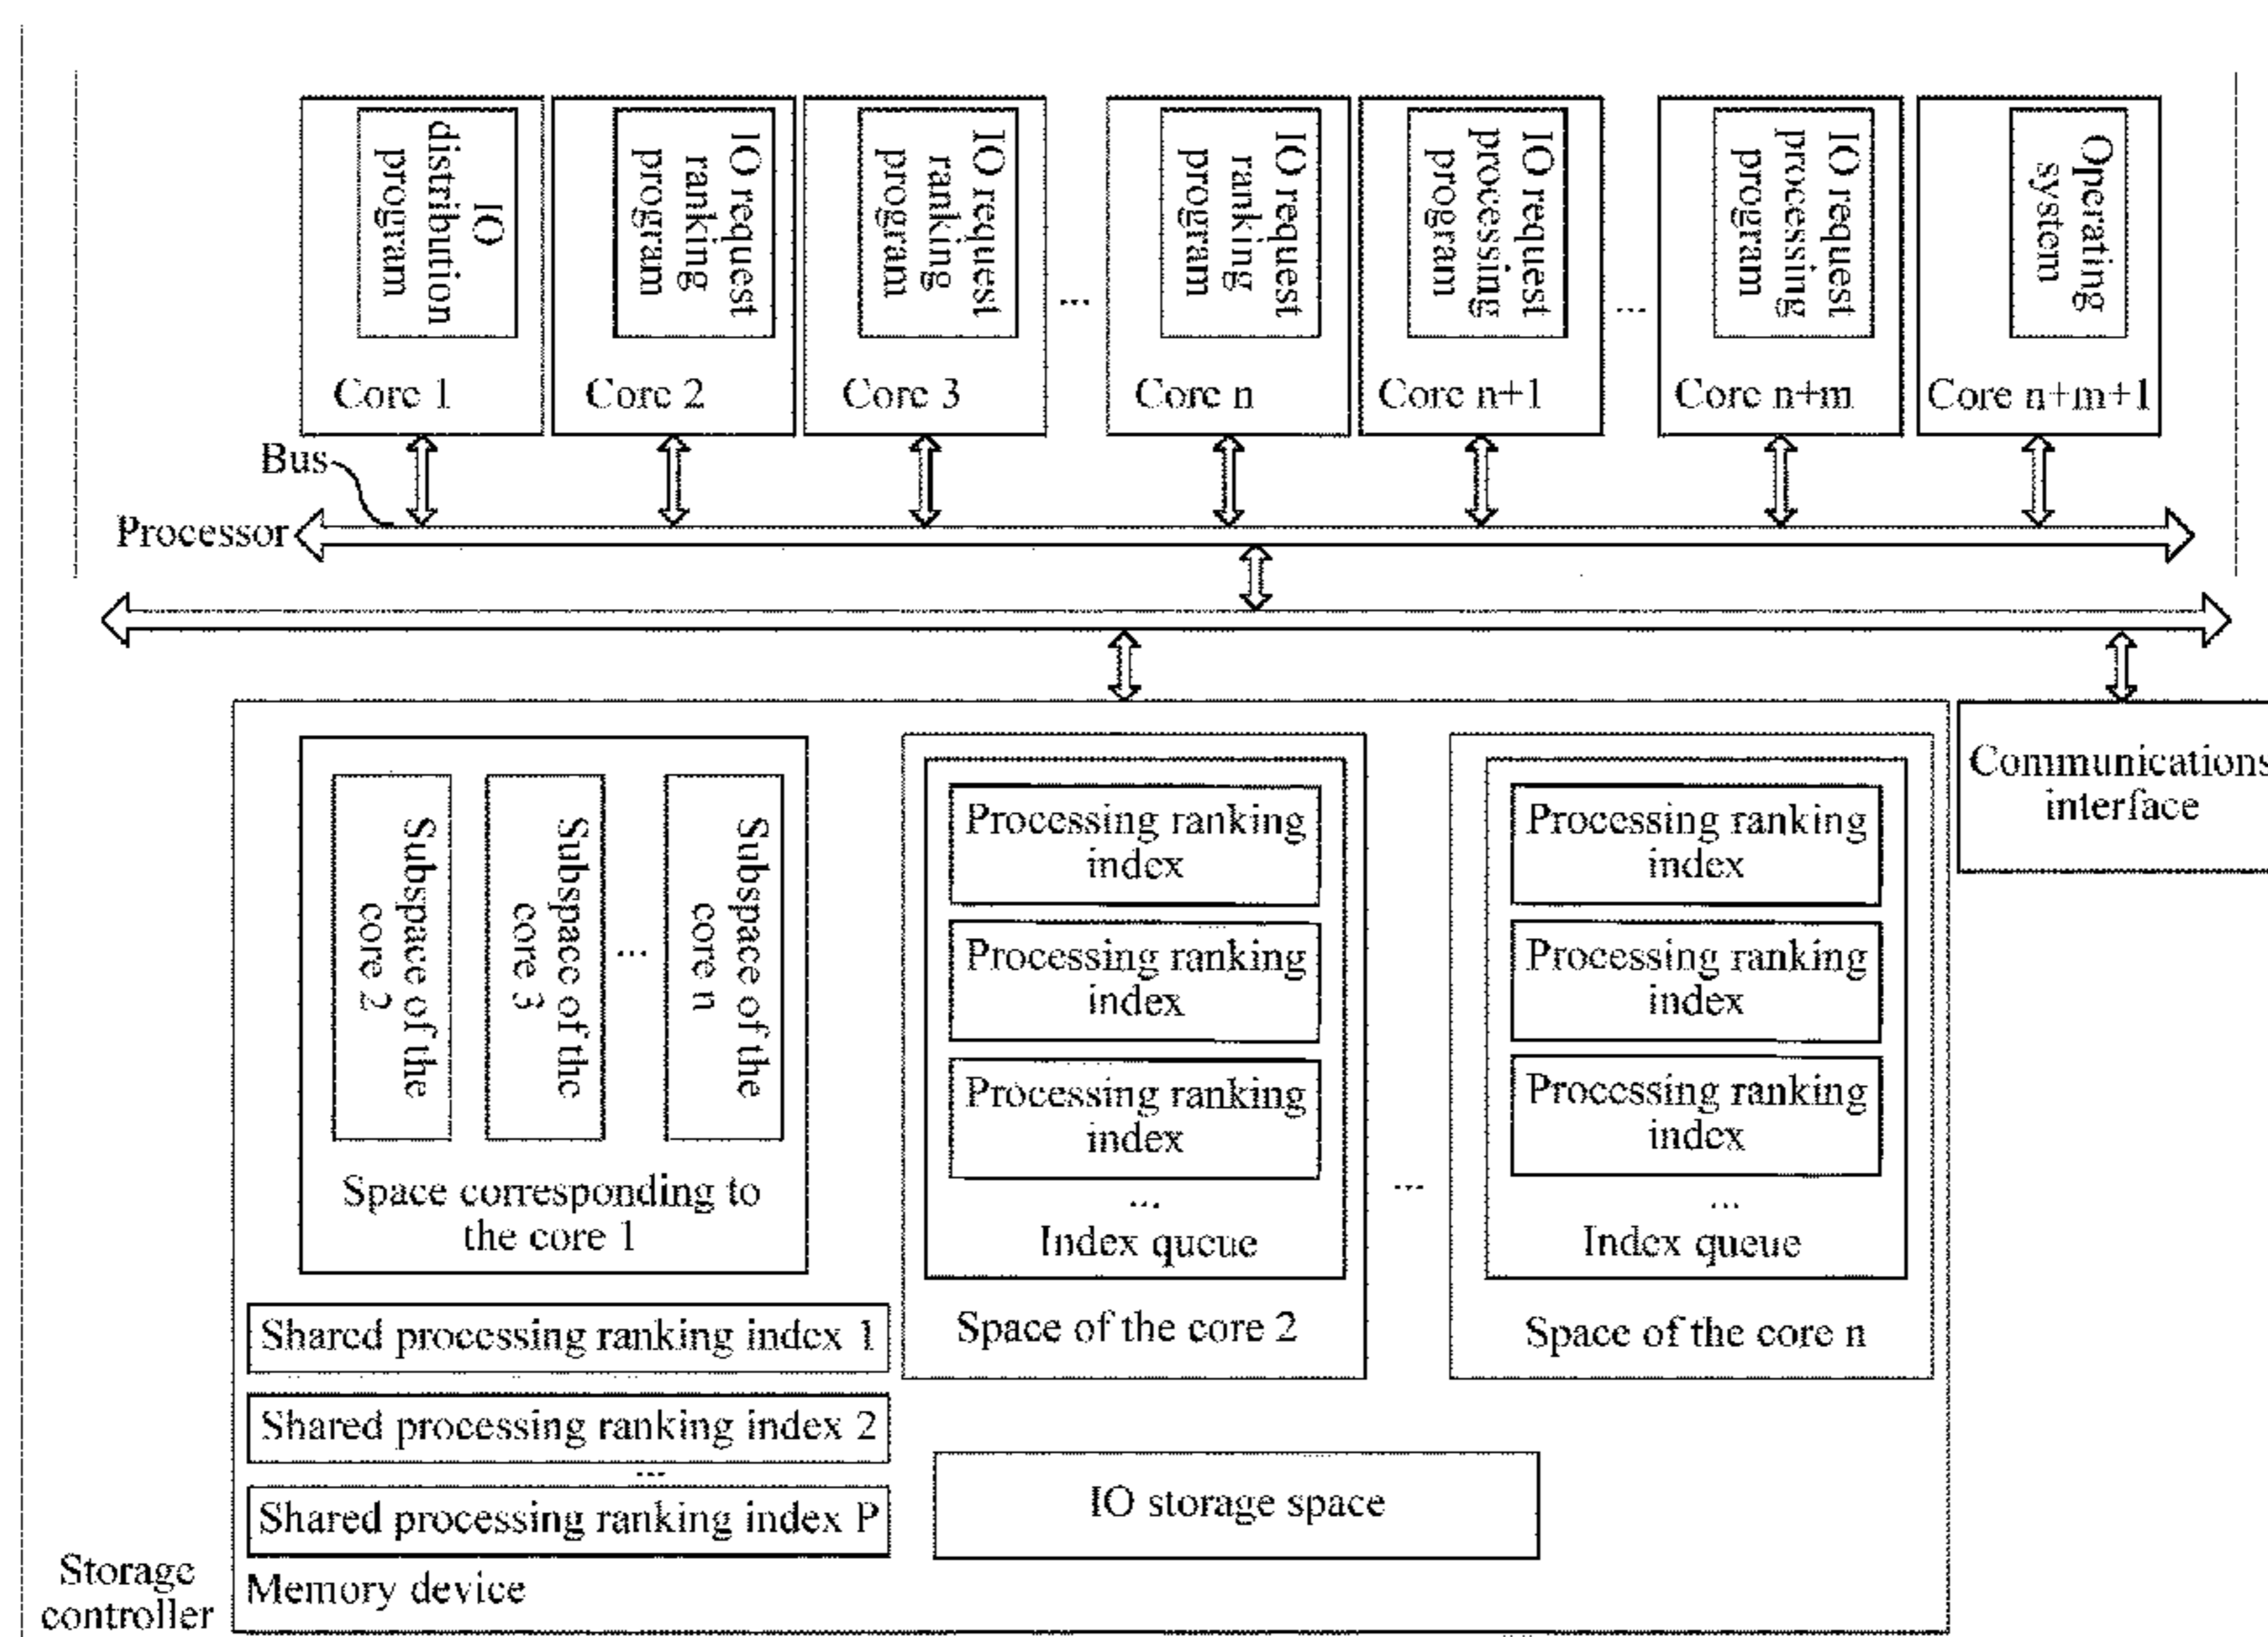 IO
distribution
program
Core 1
IO request
ranking
program
Core 2
IO request
ranking
program
Core 3
...
IO request
ranking
program
Core n
IO request
processing
program
Core n+1
...
IO request
processing
program
Core n+m
Operating
system
Core n+m+1
Bus
Processor
Subspace of the
core 2
Subspace of the
core 3
...
Subspace of the
core n
Space corresponding to
the core 1
Shared processing ranking index 1
Shared processing ranking index 2
...
Shared processing ranking index P
Memory device
Processing ranking
index
Processing ranking
index
Processing ranking
index
...
Index queue
Space of the core 2
...
Processing ranking
index
Processing ranking
index
Processing ranking
index
...
Index queue
Space of the core n
IO storage space
Communications
interface
Storage
controller